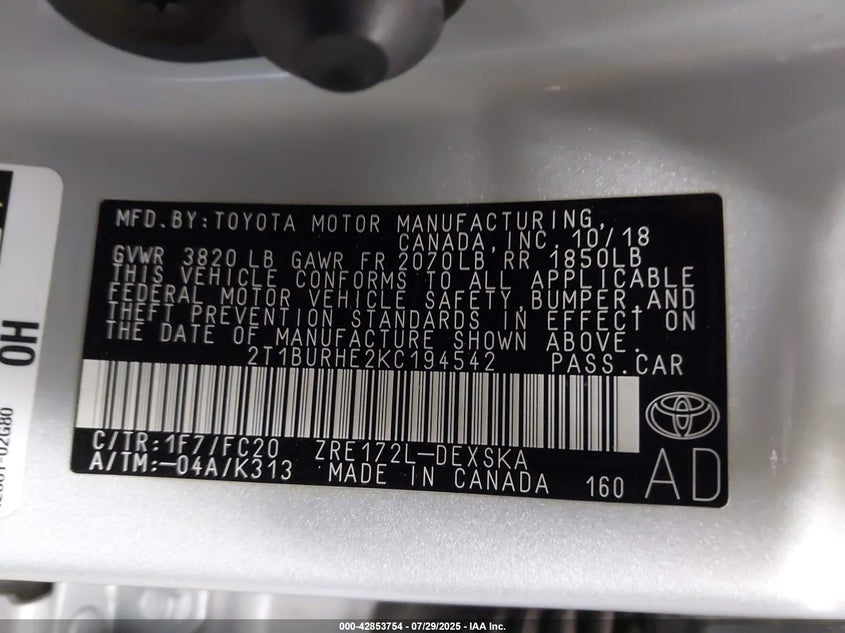 MFD.BY:TOYOTA MOTOR MANUFACTURING,
CANADA,INC. 10/18
GVWR 3820 LB GAWR FR 2070LB RR 1850LB
THIS VEHICLE CONFORMS TO ALL APPLICABLE
FEDERAL MOTOR VEHICLE SAFETY,BUMPER,AND
THEFT PREVENTION STANDARDS IN EFFECT ON
THE DATE OF MANUFACTURE SHOWN ABOVE.
2T1BURHE2KC194542 PASS.CAR
C/TR:1F7/FC20 ZRE172L-DEXSKA
A/TM:-04A/K313 MADE IN CANADA 160 AD
OH
000-42853754 - 07/29/2025 - IAA Inc.